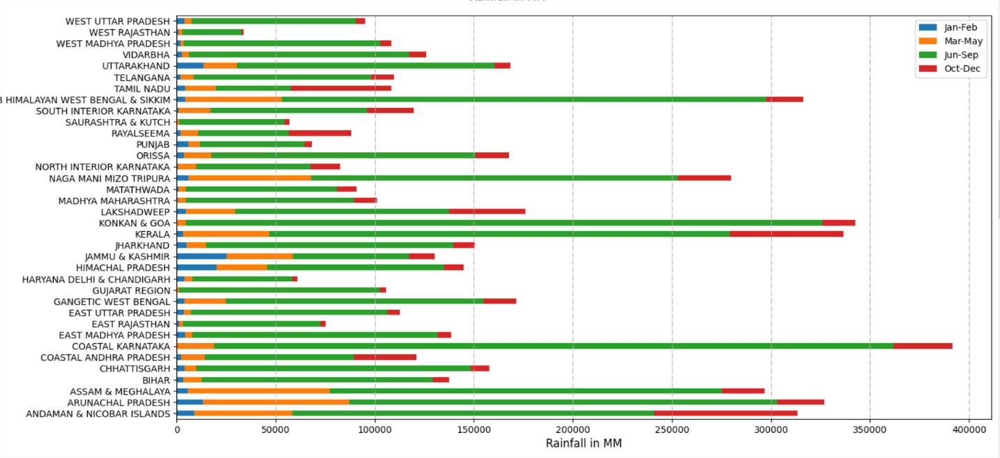 WEST UTTAR PRADESH
WEST RAJASTHAN
WEST MADHYA PRADESH
VIDARBHA
UTTARAKHAND
TELANGANA
TAMIL NADU
HIMALAYAN WEST BENGAL & SIKKIM
SOUTH INTERIOR KARNATAKA
SAURASHTRA & KUTCH
RAYALSEEMA
PUNJAB
ORISSA
NORTH INTERIOR KARNATAKA
NAGA MANI MIZO TRIPURA
MATATHWADA
MADHYA MAHARASHTRA
LAKSHADWEEP
KONKAN & GOA
KERALA
JHARKHAND
JAMMU & KASHMIR
HIMACHAL PRADESH
HARYANA DELHI & CHANDIGARH
GUJARAT REGION
GANGETIC WEST BENGAL
EAST UTTAR PRADESH
EAST RAJASTHAN
EAST MADHYA PRADESH
COASTAL KARNATAKA
COASTAL ANDHRA PRADESH
CHHATTISGARH
BIHAR
ASSAM & MEGHALAYA
ARUNACHAL PRADESH
ANDAMAN & NICOBAR ISLANDS
Jan-Feb
Mar-May
Jun-Sep
Oct-Dec
0 50000 100000 150000 200000 250000 300000 350000 400000
Rainfall in MM